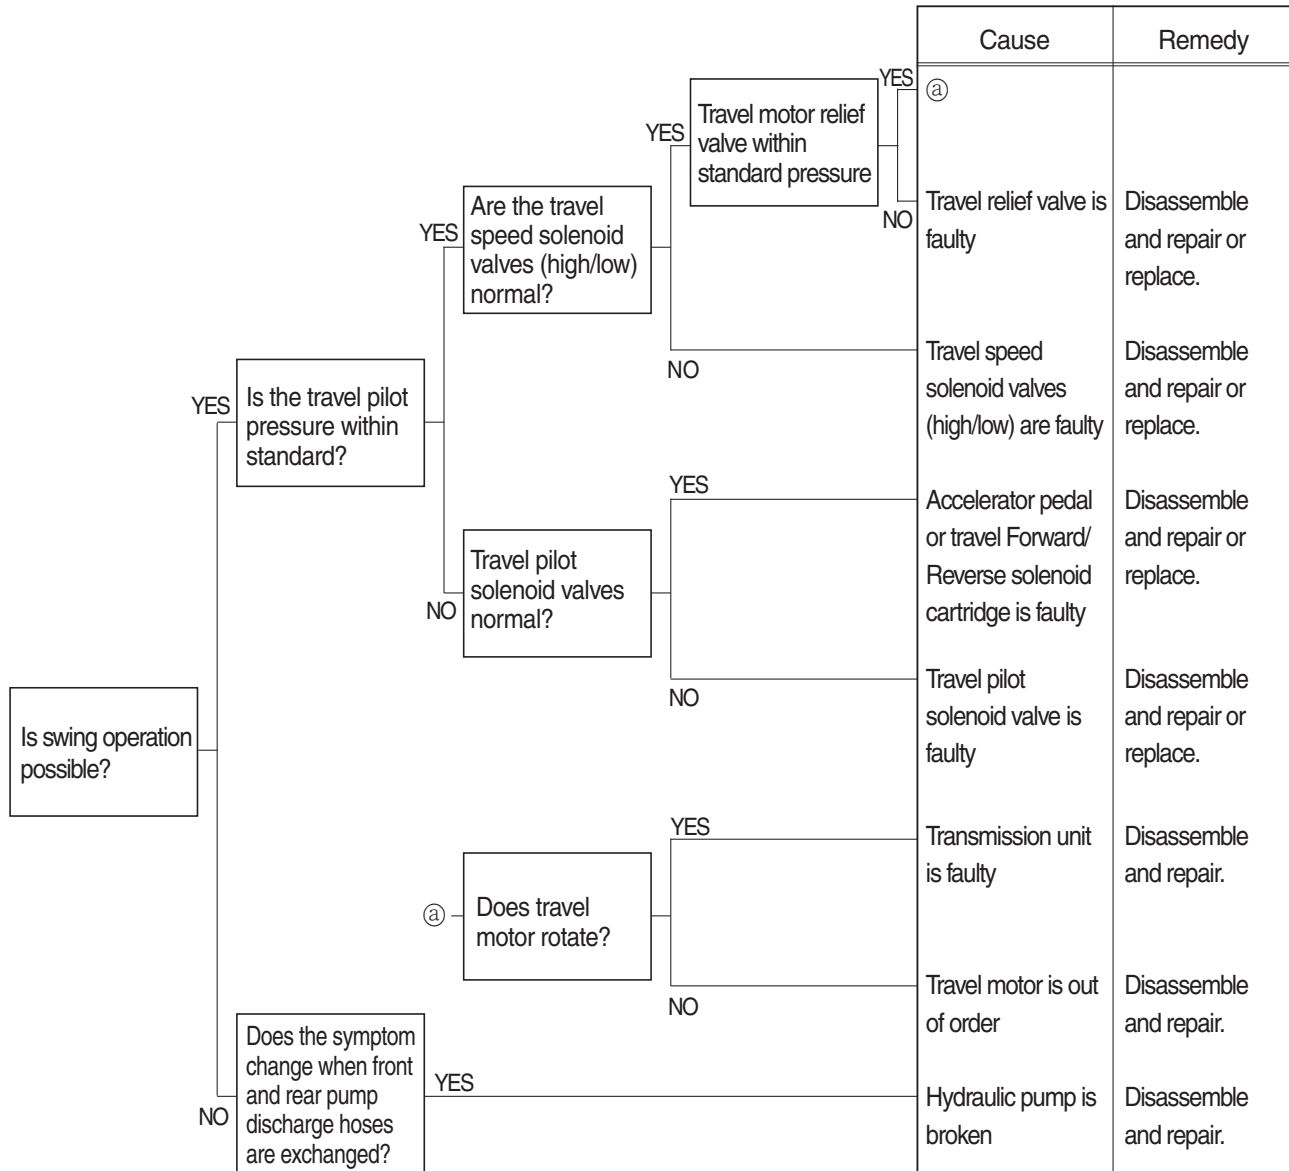 Cause
Remedy
YES
ⓐ
Travel motor relief
valve within
standard pressure
YES
NO
Travel relief valve is
faulty
Disassemble
and repair or
replace.
Are the travel
speed solenoid
valves (high/low)
normal?
YES
NO
Travel speed
solenoid valves
(high/low) are faulty
Disassemble
and repair or
replace.
Is the travel pilot
pressure within
standard?
YES
YES
Accelerator pedal
or travel Forward/
Reverse solenoid
cartridge is faulty
Disassemble
and repair or
replace.
Travel pilot
solenoid valves
normal?
NO
NO
Travel pilot
solenoid valve is
faulty
Disassemble
and repair or
replace.
Is swing operation
possible?
YES
Transmission unit
is faulty
Disassemble
and repair.
ⓐ
Does travel
motor rotate?
NO
Travel motor is out
of order
Disassemble
and repair.
Does the symptom
change when front
and rear pump
discharge hoses
are exchanged?
NO
YES
Hydraulic pump is
broken
Disassemble
and repair.